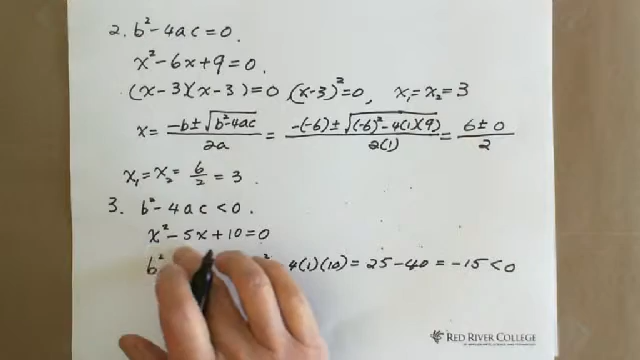 2. b²-4ac=0.
x²-6x+9=0.
(x-3)(x-3)=0 (x-3)²=0, x₁=x₂=3
x= -b±√b²-4ac / 2a = -(-6)±√(-6)²-4(1)(9) / 2(1) = 6±0 / 2
x₁=x₂= 6/2 =3.
3. b²-4ac<0.
x²-5x+10=0
b² 4(1)(10)=25-40=-15<0
RED RIVER COLLEGE